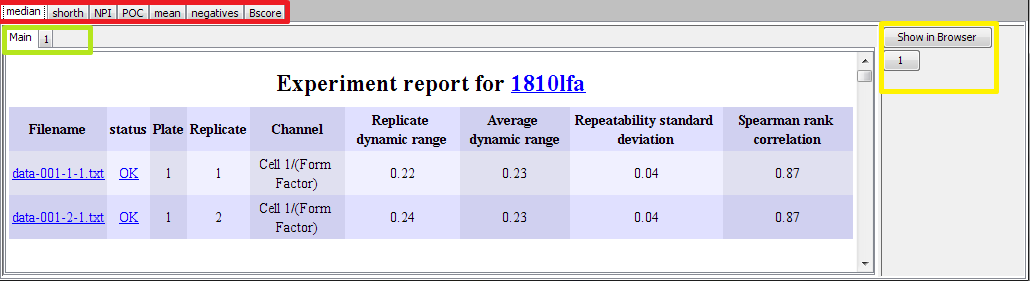 median shorth NPI POC mean negatives Bscore
Main 1
Show in Browser
1
Experiment report for 1810lfa
Filename status Plate Replicate Channel Replicate dynamic range Average dynamic range Repeatability standard deviation Spearman rank correlation
data-001-1-1.txt OK 1 1 Cell 1/(Form Factor) 0.22 0.23 0.04 0.87
data-001-2-1.txt OK 1 2 Cell 1/(Form Factor) 0.24 0.23 0.04 0.87